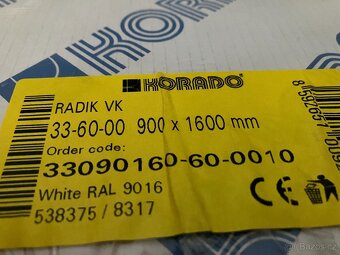 KORADO
RADIK VK
33-60-00 900 x 1600 mm
Order code:
33090160-60-0010
White RAL 9016
538375 / 8317
CE